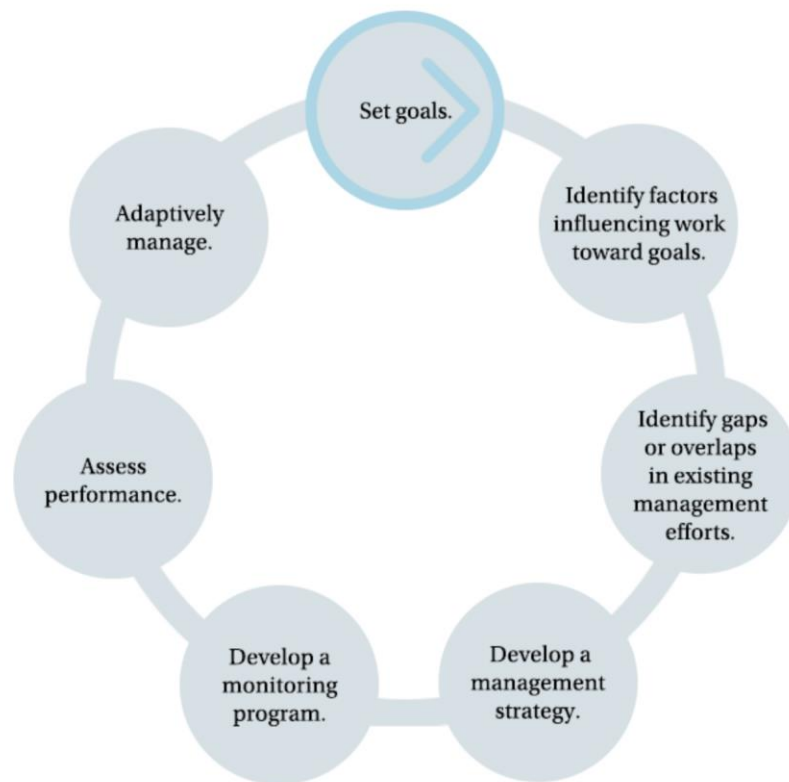 Set goals.
Identify factors
influencing work
toward goals.
Identify gaps
or overlaps
in existing
management
efforts.
Develop a
management
strategy.
Develop a
monitoring
program.
Assess
performance.
Adaptively
manage.